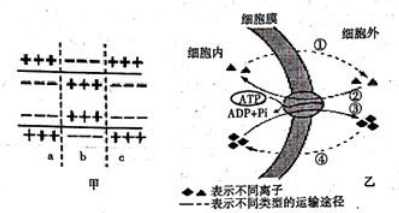 细胞膜
细胞内
细胞外
①
ATP
ADP+Pi
②
③
④
+++ --- +++
--- +++ ---
--- +++ ---
+++ --- +++
a b c
甲
乙
◆ ▲ 表示不同离子
—----表示不同类型的运输途径